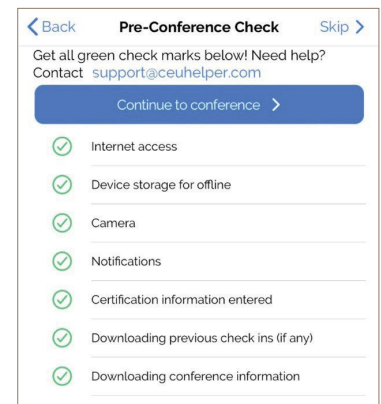 Back Pre-Conference Check Skip
Get all green check marks below! Need help?
Contact support@ceuhelper.com
Continue to conference
Internet access
Device storage for offline
Camera
Notifications
Certification information entered
Downloading previous check ins (if any)
Downloading conference information